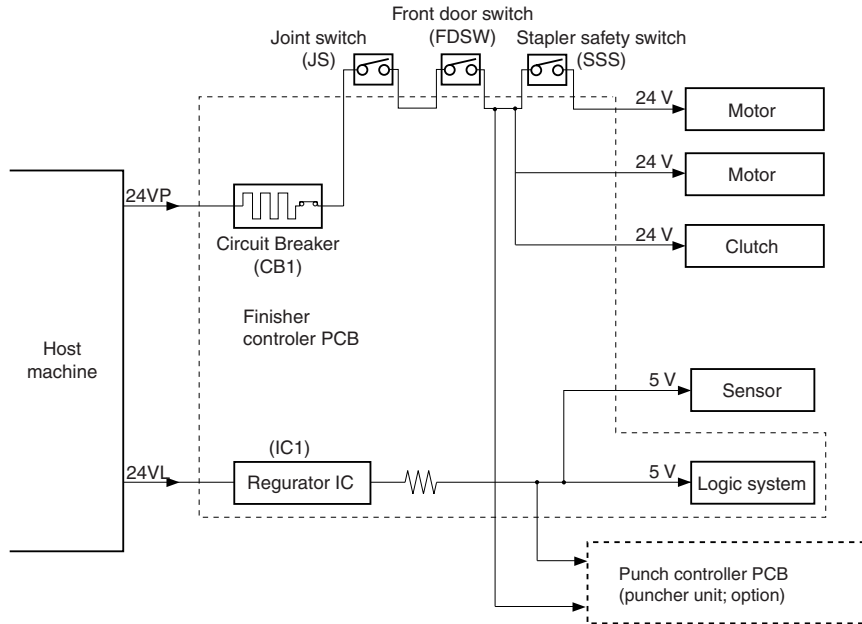 Front door switch
(FDSW)
Joint switch
(JS)
Stapler safety switch
(SSS)
24 V
Motor
24 V
Motor
24VP
24 V
Clutch
Circuit Breaker
(CB1)
Finisher
controler PCB
Host
machine
5 V
Sensor
(IC1)
24VL
Regurator IC
5 V
Logic system
Punch controller PCB
(puncher unit; option)